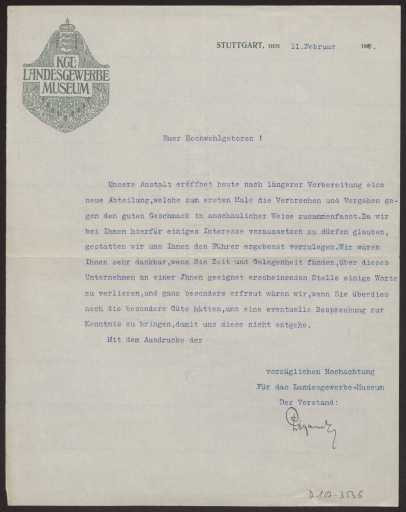 KGL.
LANDESGEWERBE
MUSEUM
STUTTGART, DEN 11.Februar 190
Euer Hochwohlgeboren !
Unsere Anstalt eröffnet heute nach längerer Vorbereitung eine
neue Abteilung,welche zum ersten Male die Verbrechen und Vergehen ge-
gen den guten Geschmack in anschaulicher Weise zusammenfasst.Da wir
bei Ihnen hierfür einiges Interesse voraussetzen zu dürfen glauben,
gestatten wir uns Ihnen den Führer ergebenst vorzulegen.Wir wären
Ihnen sehr dankbar,wenn Sie Zeit und Gelegenheit fänden,über dieses
Unternehmen an einer Ihnen geeignet erscheinenden Stelle einige Worte
zu verlieren,und ganz besonders erfreut wären wir,wenn Sie überdies
noch die besondere Güte hätten,uns eine eventuelle Besprechung zur
Kenntnis zu bringen,damit uns diese nicht entgehe.
Mit dem Ausdrucke der
vorzüglichen Hochachtung
Für das Landesgewerbe-Museum
Der Vorstand: